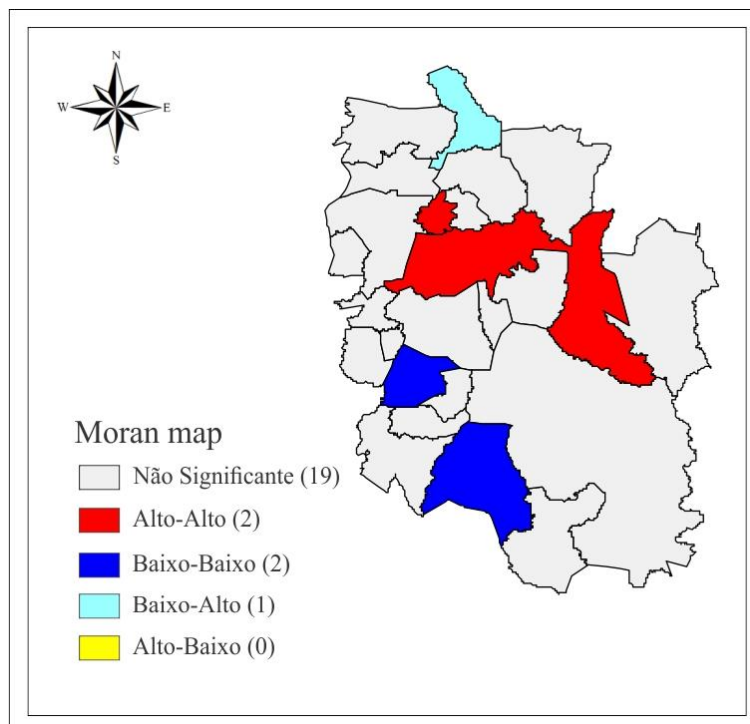 N
W E
S
Moran map
Não Significante (19)
Alto-Alto (2)
Baixo-Baixo (2)
Baixo-Alto (1)
Alto-Baixo (0)